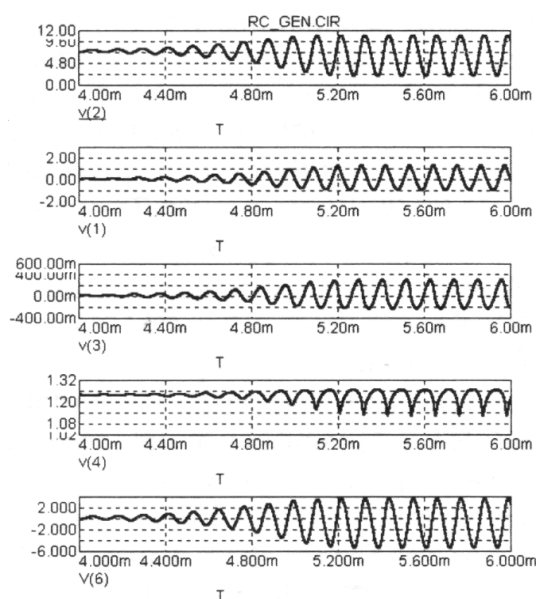 RC_GEN.CIR
12.00
9.60
4.80
0.00
4.00m 4.40m 4.80m 5.20m 5.60m 6.00m
v(2)
T
2.00
0.00
-2.00
4.00m 4.40m 4.80m 5.20m 5.60m 6.00m
v(1)
T
600.00m
400.00m
0.00m
-400.00m
4.00m 4.40m 4.80m 5.20m 5.60m 6.00m
v(3)
T
1.32
1.20
1.08
1.02
4.00m 4.40m 4.80m 5.20m 5.60m 6.00m
v(4)
T
2.000
-2.000
-6.000
4.000m 4.400m 4.800m 5.200m 5.600m 6.000m
V(6)
T